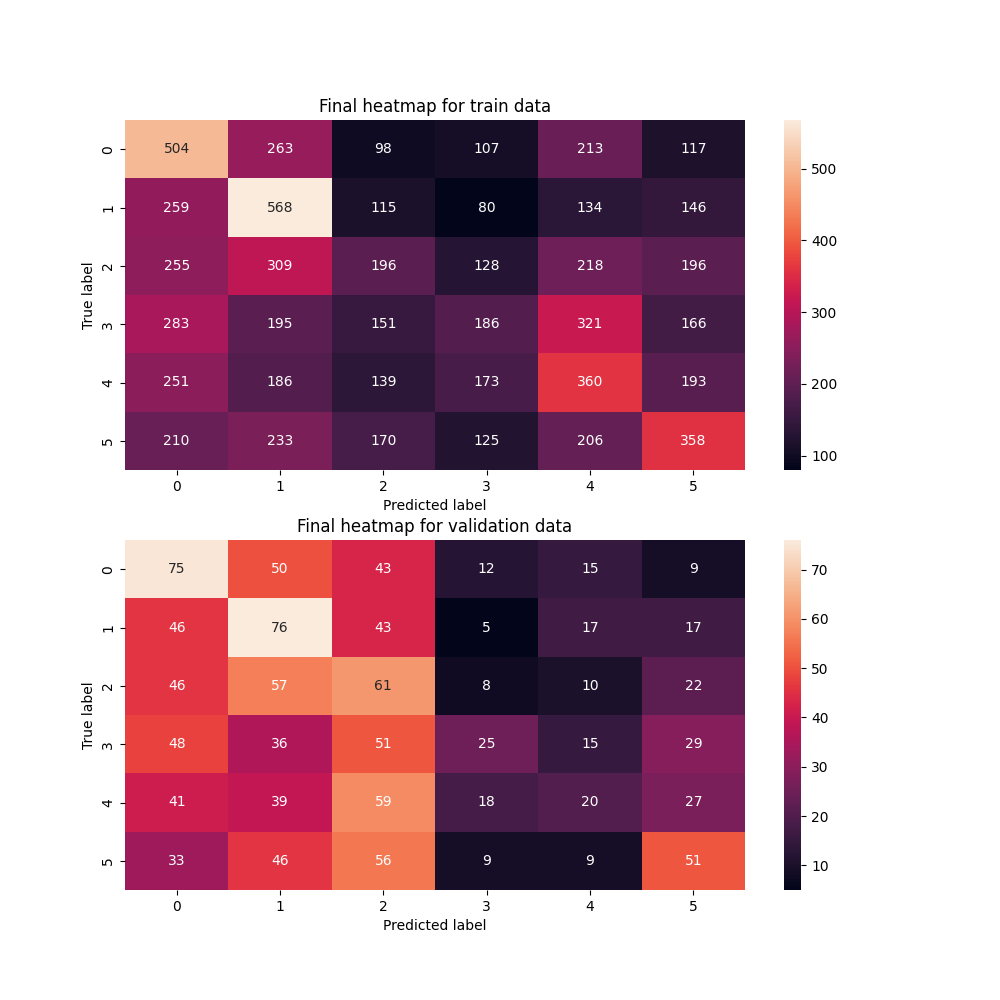 Final heatmap for train data
0 504 263 98 107 213 117
1 259 568 115 80 134 146
2 255 309 196 128 218 196
3 283 195 151 186 321 166
4 251 186 139 173 360 193
5 210 233 170 125 206 358
0 1 2 3 4 5
Predicted label
True label
500
400
300
200
100
Final heatmap for validation data
0 75 50 43 12 15 9
1 46 76 43 5 17 17
2 46 57 61 8 10 22
3 48 36 51 25 15 29
4 41 39 59 18 20 27
5 33 46 56 9 9 51
0 1 2 3 4 5
Predicted label
True label
70
60
50
40
30
20
10